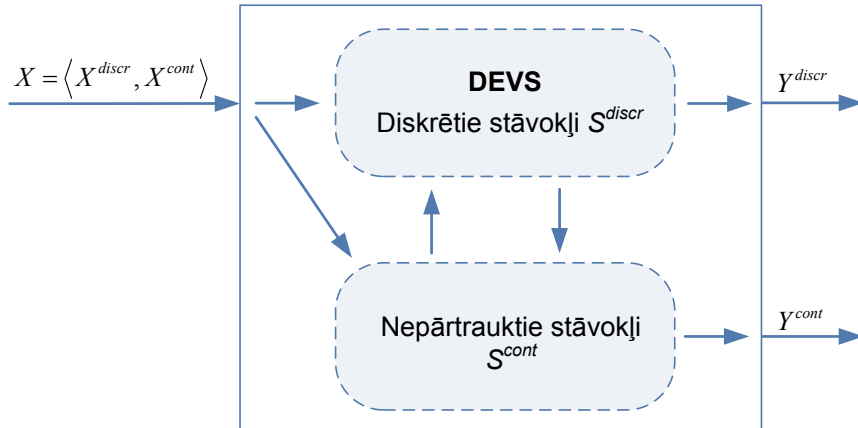 X = ⟨X^discr, X^cont⟩
DEVS
Diskrētie stāvokļi S^discr
Y^discr
Nepārtrauktie stāvokļi
S^cont
Y^cont